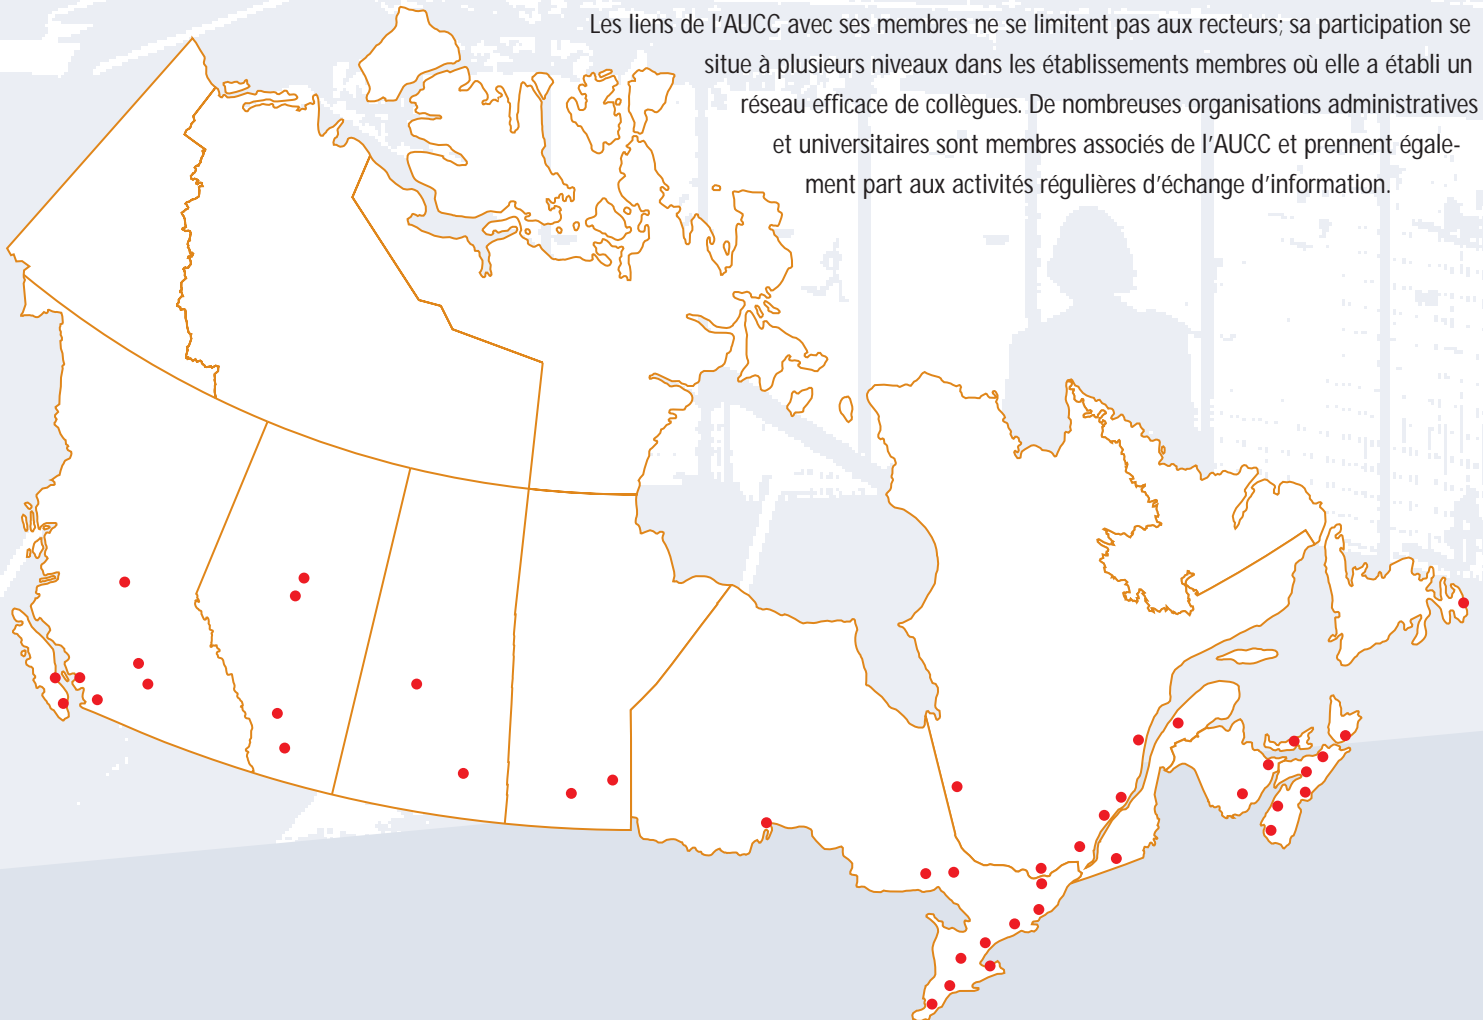 Les liens de l'AUCC avec ses membres ne se limitent pas aux recteurs; sa participation se
situe à plusieurs niveaux dans les établissements membres où elle a établi un
réseau efficace de collègues. De nombreuses organisations administratives
et universitaires sont membres associés de l'AUCC et prennent égale-
ment part aux activités régulières d'échange d'information.